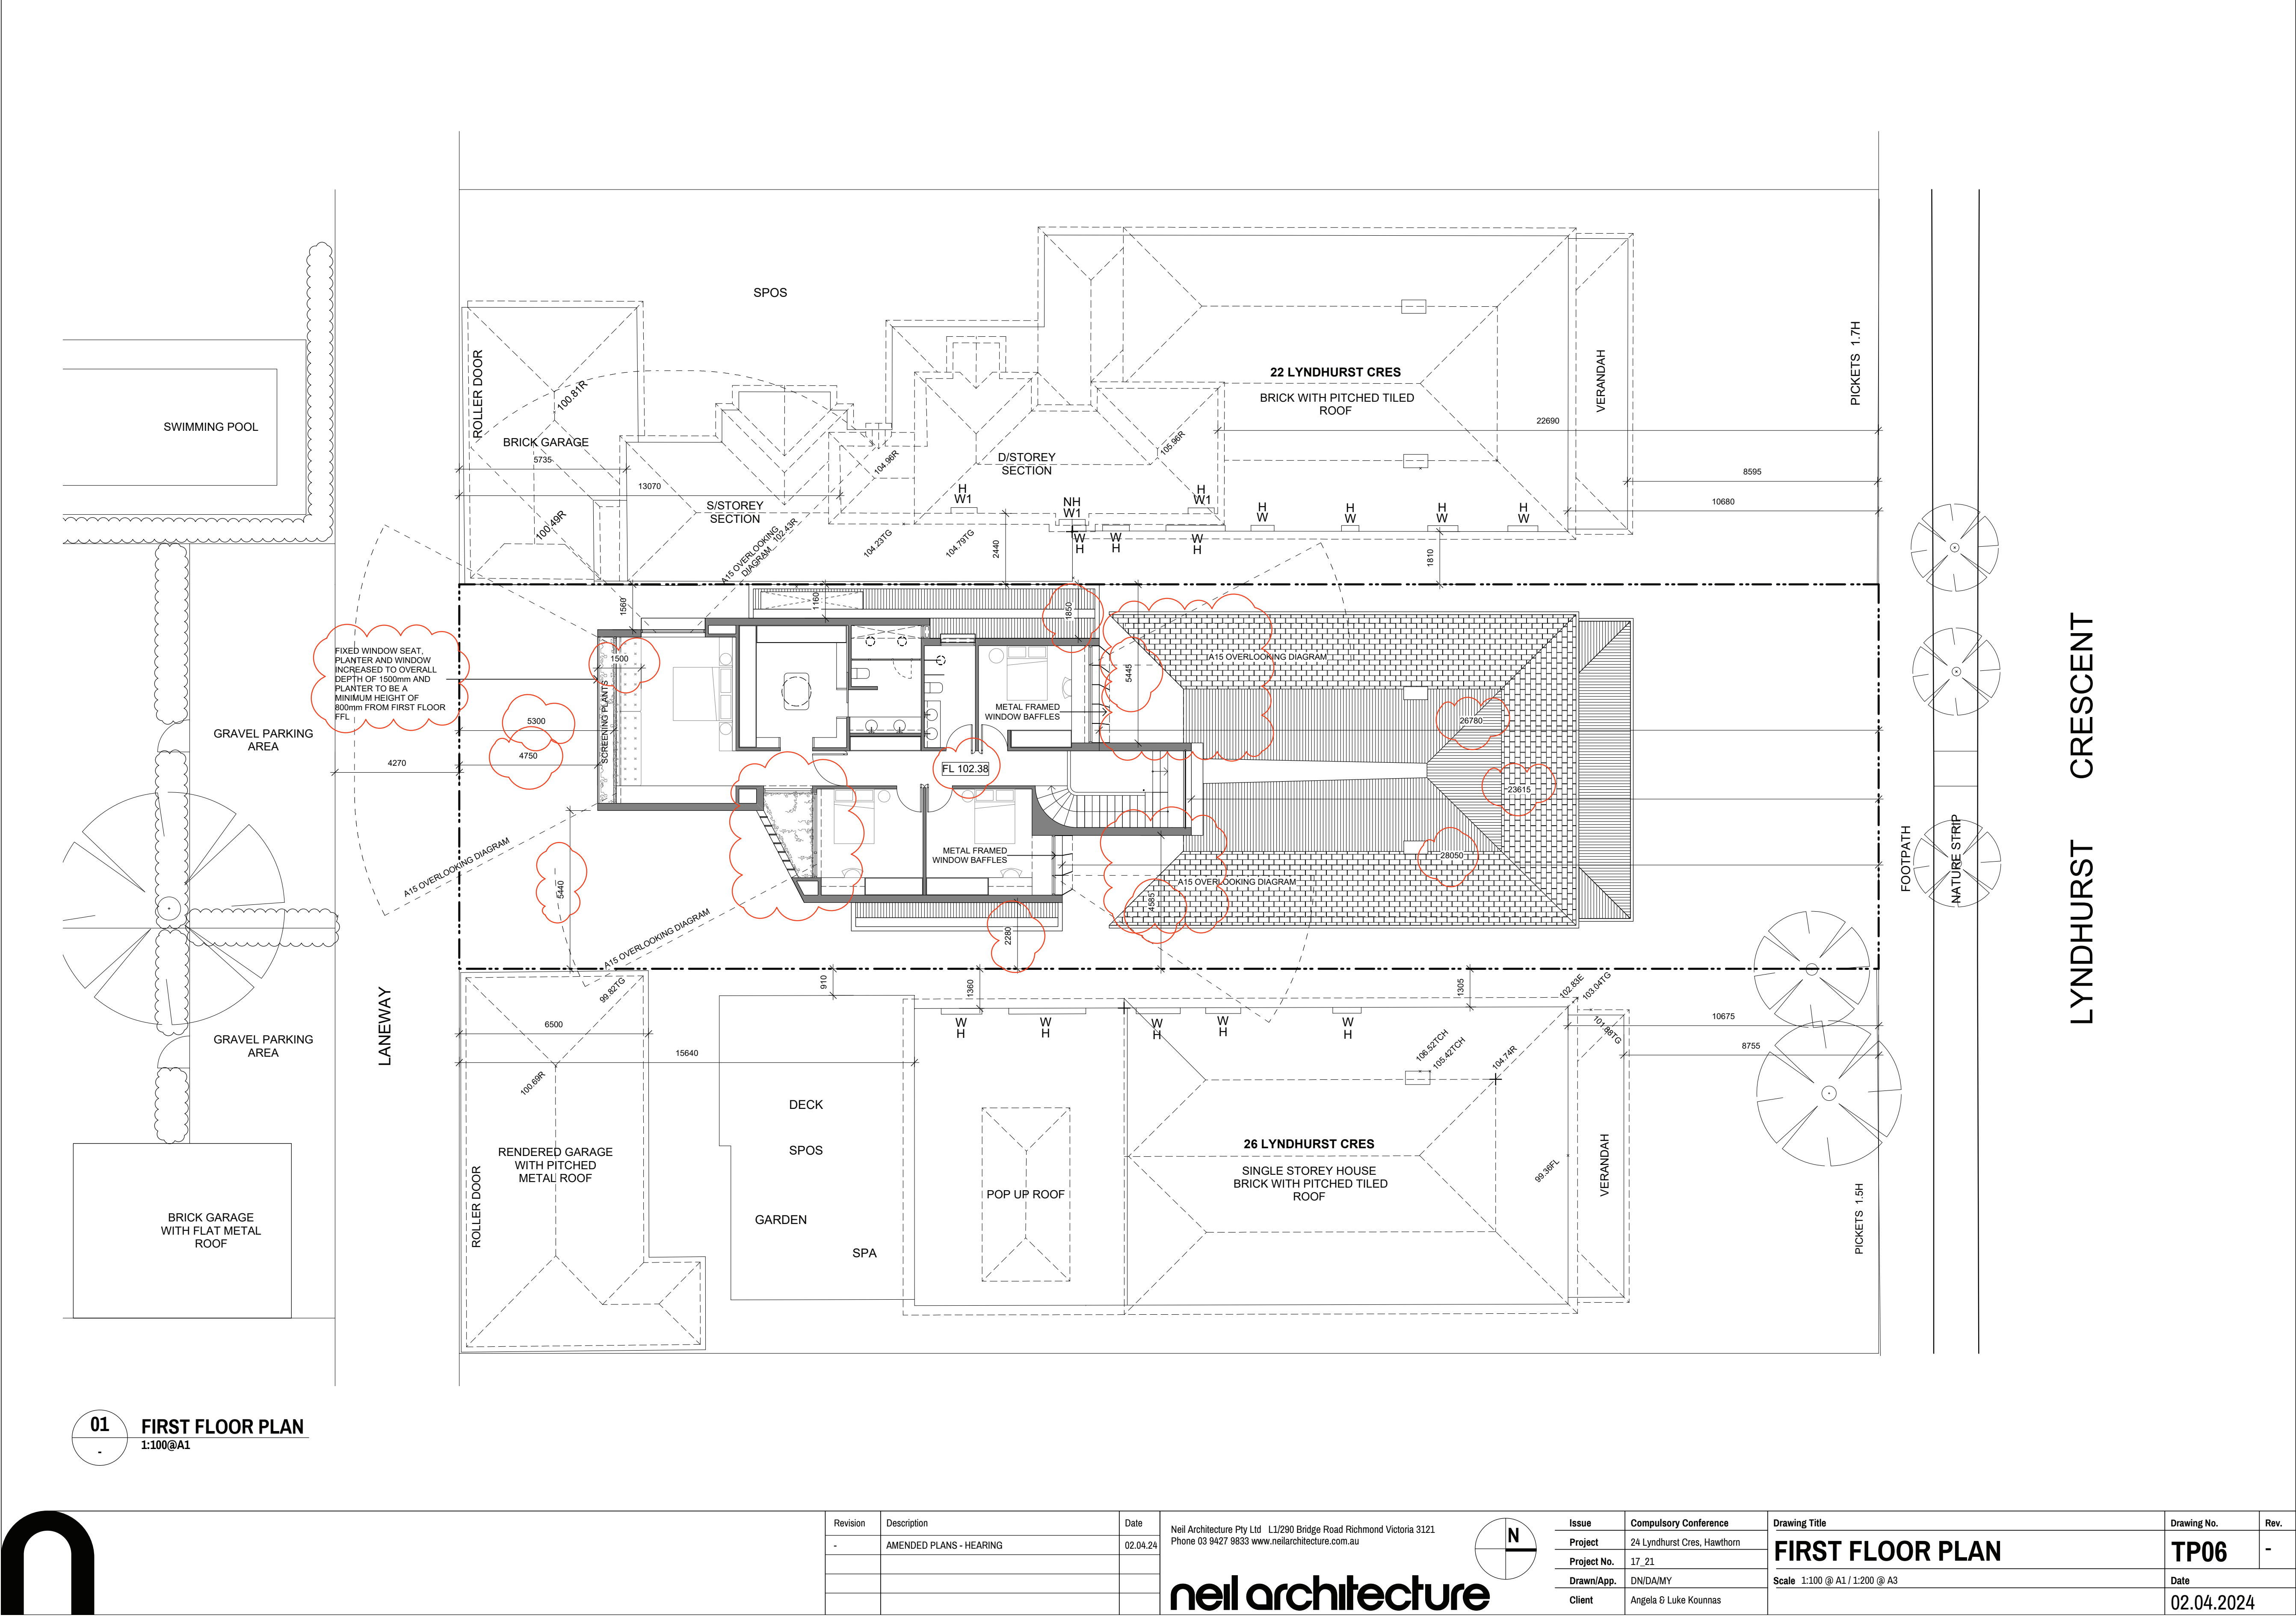 SPOS
ROLLER DOOR
100.81R
BRICK GARAGE
5735
13070
100.49R
S/STOREY
SECTION
A15 OVERLOOKING
DIAGRAM
102.43R
104.96R
104.23TG
104.79TG
D/STOREY
SECTION
105.96R
22 LYNDHURST CRES
BRICK WITH PITCHED TILED
ROOF
VERANDAH
PICKETS 1.7H
22690
8595
10680
H
W1
NH
W1
H
W1
H
W
H
W
H
W
H
W
W
H
W
H
W
H
2440
1810
SWIMMING POOL
FIXED WINDOW SEAT,
PLANTER AND WINDOW
INCREASED TO OVERALL
DEPTH OF 1500mm AND
PLANTER TO BE A
MINIMUM HEIGHT OF
800mm FROM FIRST FLOOR
FFL
GRAVEL PARKING
AREA
4270
5300
4750
1560
1160
1500
SCREENING PLANTS
1850
5445
METAL FRAMED
WINDOW BAFFLES
FL 102.38
METAL FRAMED
WINDOW BAFFLES
A15 OVERLOOKING DIAGRAM
26780
23615
28050
A15 OVERLOOKING DIAGRAM
4585
2280
5440
A15 OVERLOOKING DIAGRAM
A15 OVERLOOKING DIAGRAM
FOOTPATH
NATURE STRIP
LYNDHURST CRESCENT
LANEWAY
GRAVEL PARKING
AREA
BRICK GARAGE
WITH FLAT METAL
ROOF
99.82TG
6500
15640
100.69R
RENDERED GARAGE
WITH PITCHED
METAL ROOF
ROLLER DOOR
910
1360
1305
DECK
SPOS
GARDEN
SPA
POP UP ROOF
W
H
W
H
W
H
W
H
W
H
102.83E
103.04TG
101.88TG
106.52TCH
105.42TCH
104.74R
99.36FL
10675
8755
26 LYNDHURST CRES
SINGLE STOREY HOUSE
BRICK WITH PITCHED TILED
ROOF
VERANDAH
PICKETS 1.5H
01
-
FIRST FLOOR PLAN
1:100@A1
Revision Description Date
- AMENDED PLANS - HEARING 02.04.24
Neil Architecture Pty Ltd L1/290 Bridge Road Richmond Victoria 3121
Phone 03 9427 9833 www.neilarchitecture.com.au
neil architecture
N
Issue Compulsory Conference
Project 24 Lyndhurst Cres, Hawthorn
Project No. 17_21
Drawn/App. DN/DA/MY
Client Angela & Luke Kounnas
Drawing Title
FIRST FLOOR PLAN
Scale 1:100 @ A1 / 1:200 @ A3
Drawing No. Rev.
TP06 -
Date
02.04.2024